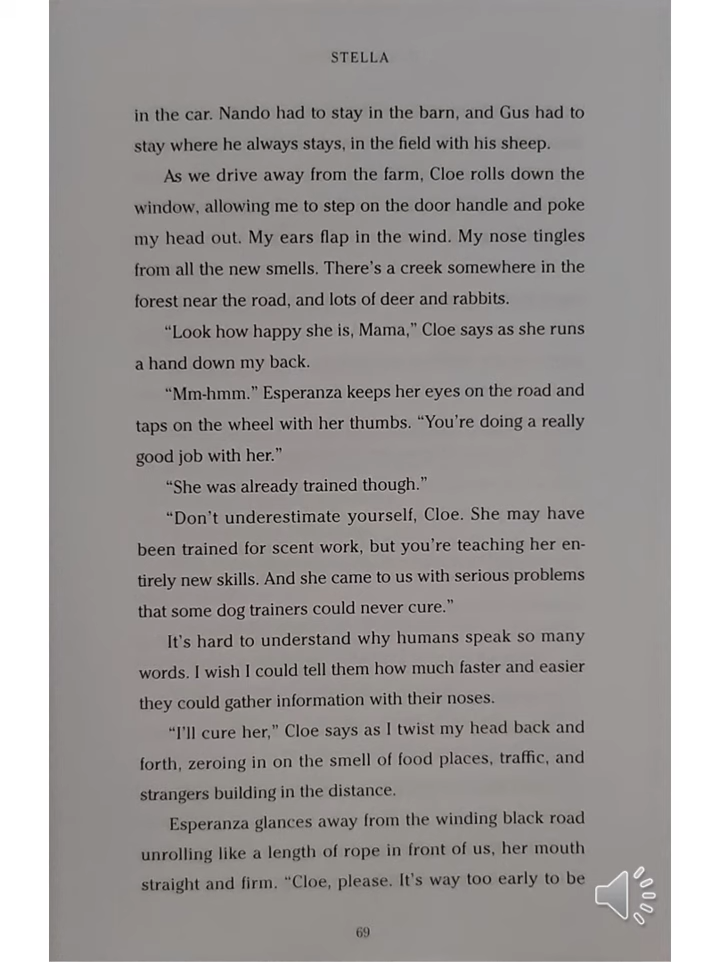 STELLA
in the car. Nando had to stay in the barn, and Gus had to
stay where he always stays, in the field with his sheep.
As we drive away from the farm, Cloe rolls down the
window, allowing me to step on the door handle and poke
my head out. My ears flap in the wind. My nose tingles
from all the new smells. There’s a creek somewhere in the
forest near the road, and lots of deer and rabbits.
“Look how happy she is, Mama,” Cloe says as she runs
a hand down my back.
“Mm-hmm.” Esperanza keeps her eyes on the road and
taps on the wheel with her thumbs. “You’re doing a really
good job with her.”
“She was already trained though.”
“Don’t underestimate yourself, Cloe. She may have
been trained for scent work, but you’re teaching her en-
tirely new skills. And she came to us with serious problems
that some dog trainers could never cure.”
It’s hard to understand why humans speak so many
words. I wish I could tell them how much faster and easier
they could gather information with their noses.
“I’ll cure her,” Cloe says as I twist my head back and
forth, zeroing in on the smell of food places, traffic, and
strangers building in the distance.
Esperanza glances away from the winding black road
unrolling like a length of rope in front of us, her mouth
straight and firm. “Cloe, please. It’s way too early to be
69